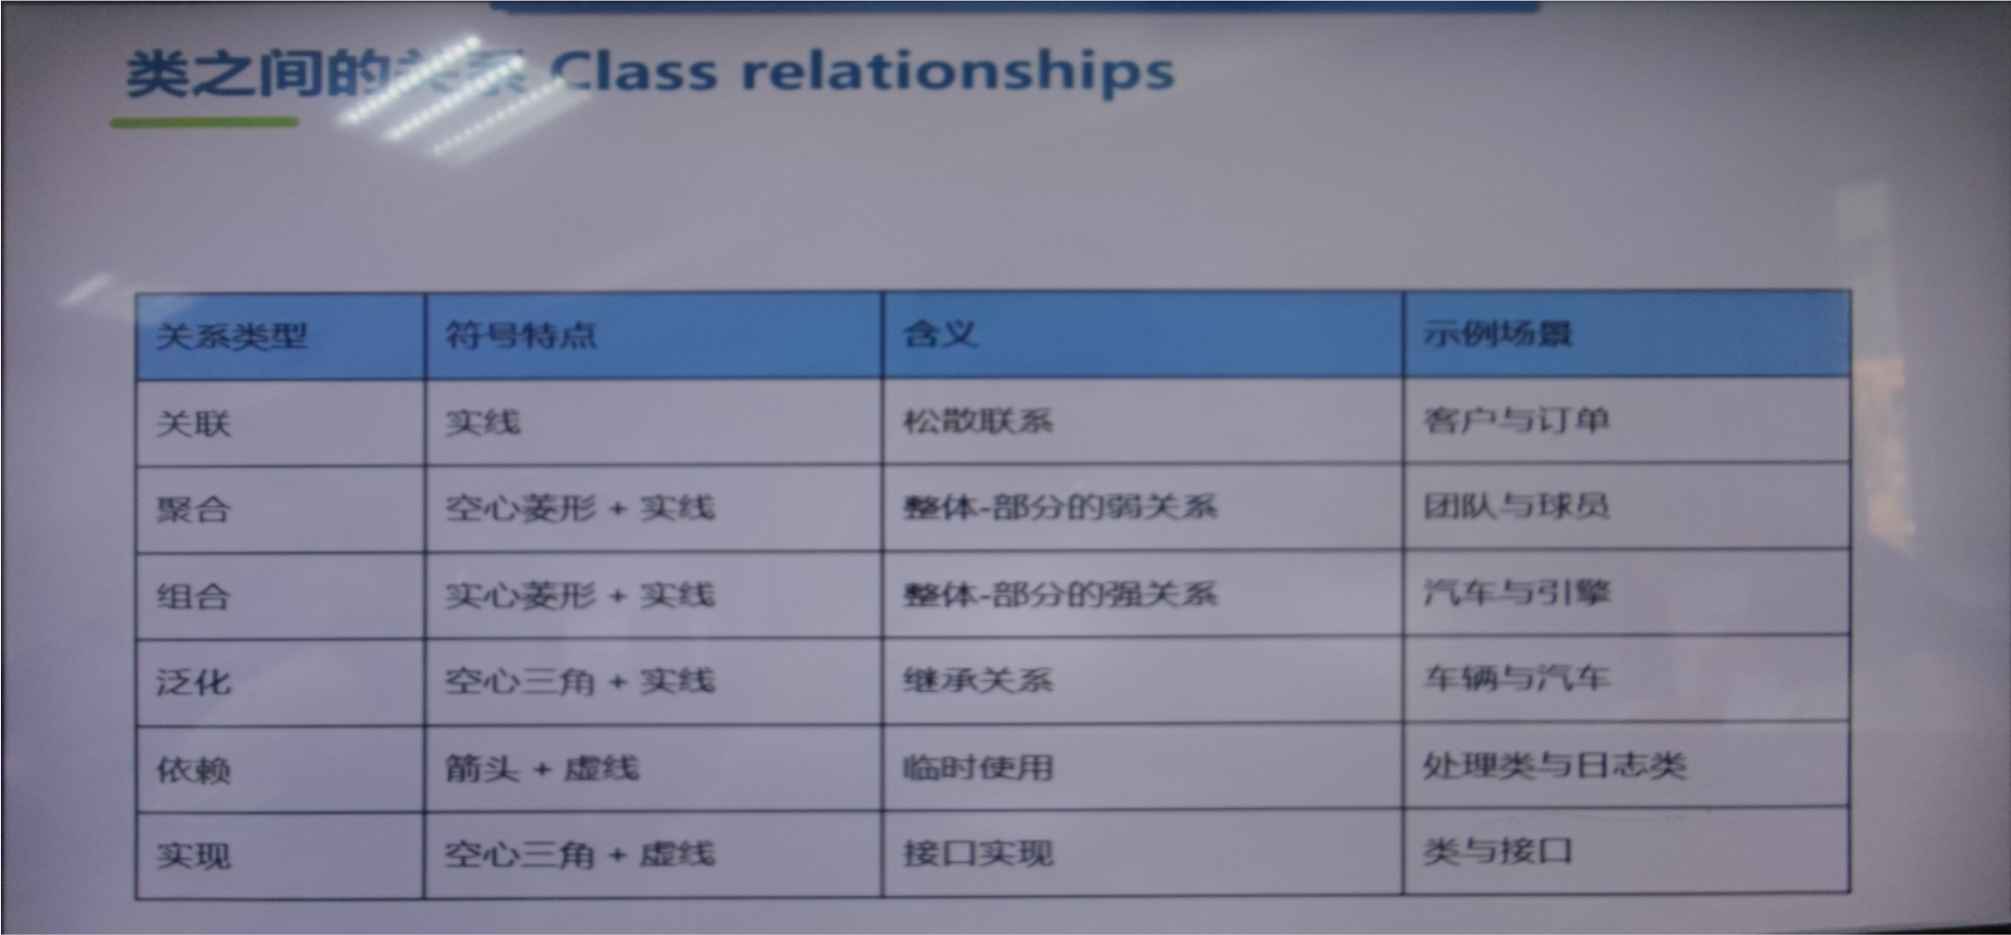 类之间的关系 Class relationships
关系类型 符号特点 含义 示例场景
关联 实线 松散联系 客户与订单
聚合 空心菱形 + 实线 整体-部分的弱关系 团队与球员
组合 实心菱形 + 实线 整体-部分的强关系 汽车与引擎
泛化 空心三角 + 实线 继承关系 车辆与汽车
依赖 箭头 + 虚线 临时使用 处理类与日志类
实现 空心三角 + 虚线 接口实现 类与接口